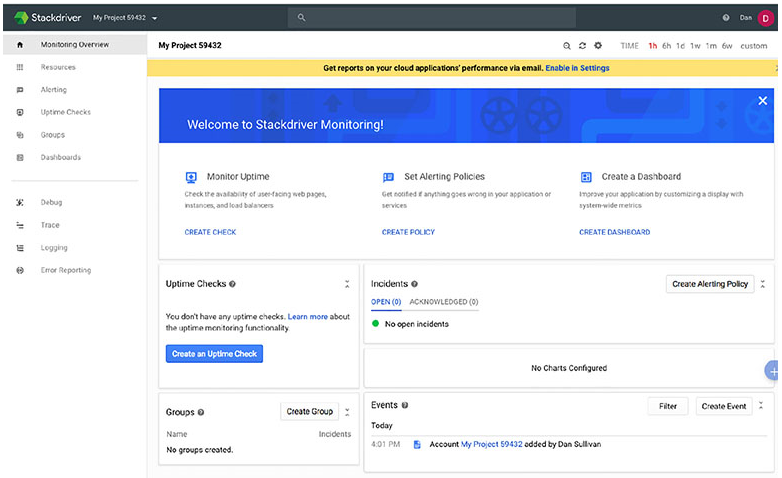 Stackdriver My Project 59432 Dan D
Monitoring Overview
Resources
Alerting
Uptime Checks
Groups
Dashboards
Debug
Trace
Logging
Error Reporting
My Project 59432 TIME 1h 6h 1d 1w 1m 6w custom
Get reports on your cloud applications' performance via email. Enable in Settings
Welcome to Stackdriver Monitoring!
Monitor Uptime
Check the availability of user-facing web pages,
instances, and load balancers
CREATE CHECK
Set Alerting Policies
Get notified if anything goes wrong in your application or
services
CREATE POLICY
Create a Dashboard
Improve your application by customizing a display with
system-wide metrics
CREATE DASHBOARD
Uptime Checks
You don't have any uptime checks. Learn more about
the uptime monitoring functionality.
Create an Uptime Check
Incidents Create Alerting Policy
OPEN (0) ACKNOWLEDGED (0)
No open incidents
No Charts Configured
Groups Create Group
Name Incidents
No groups created.
Events Filter Create Event
Today
4:01 PM Account My Project 59432 added by Dan Sullivan